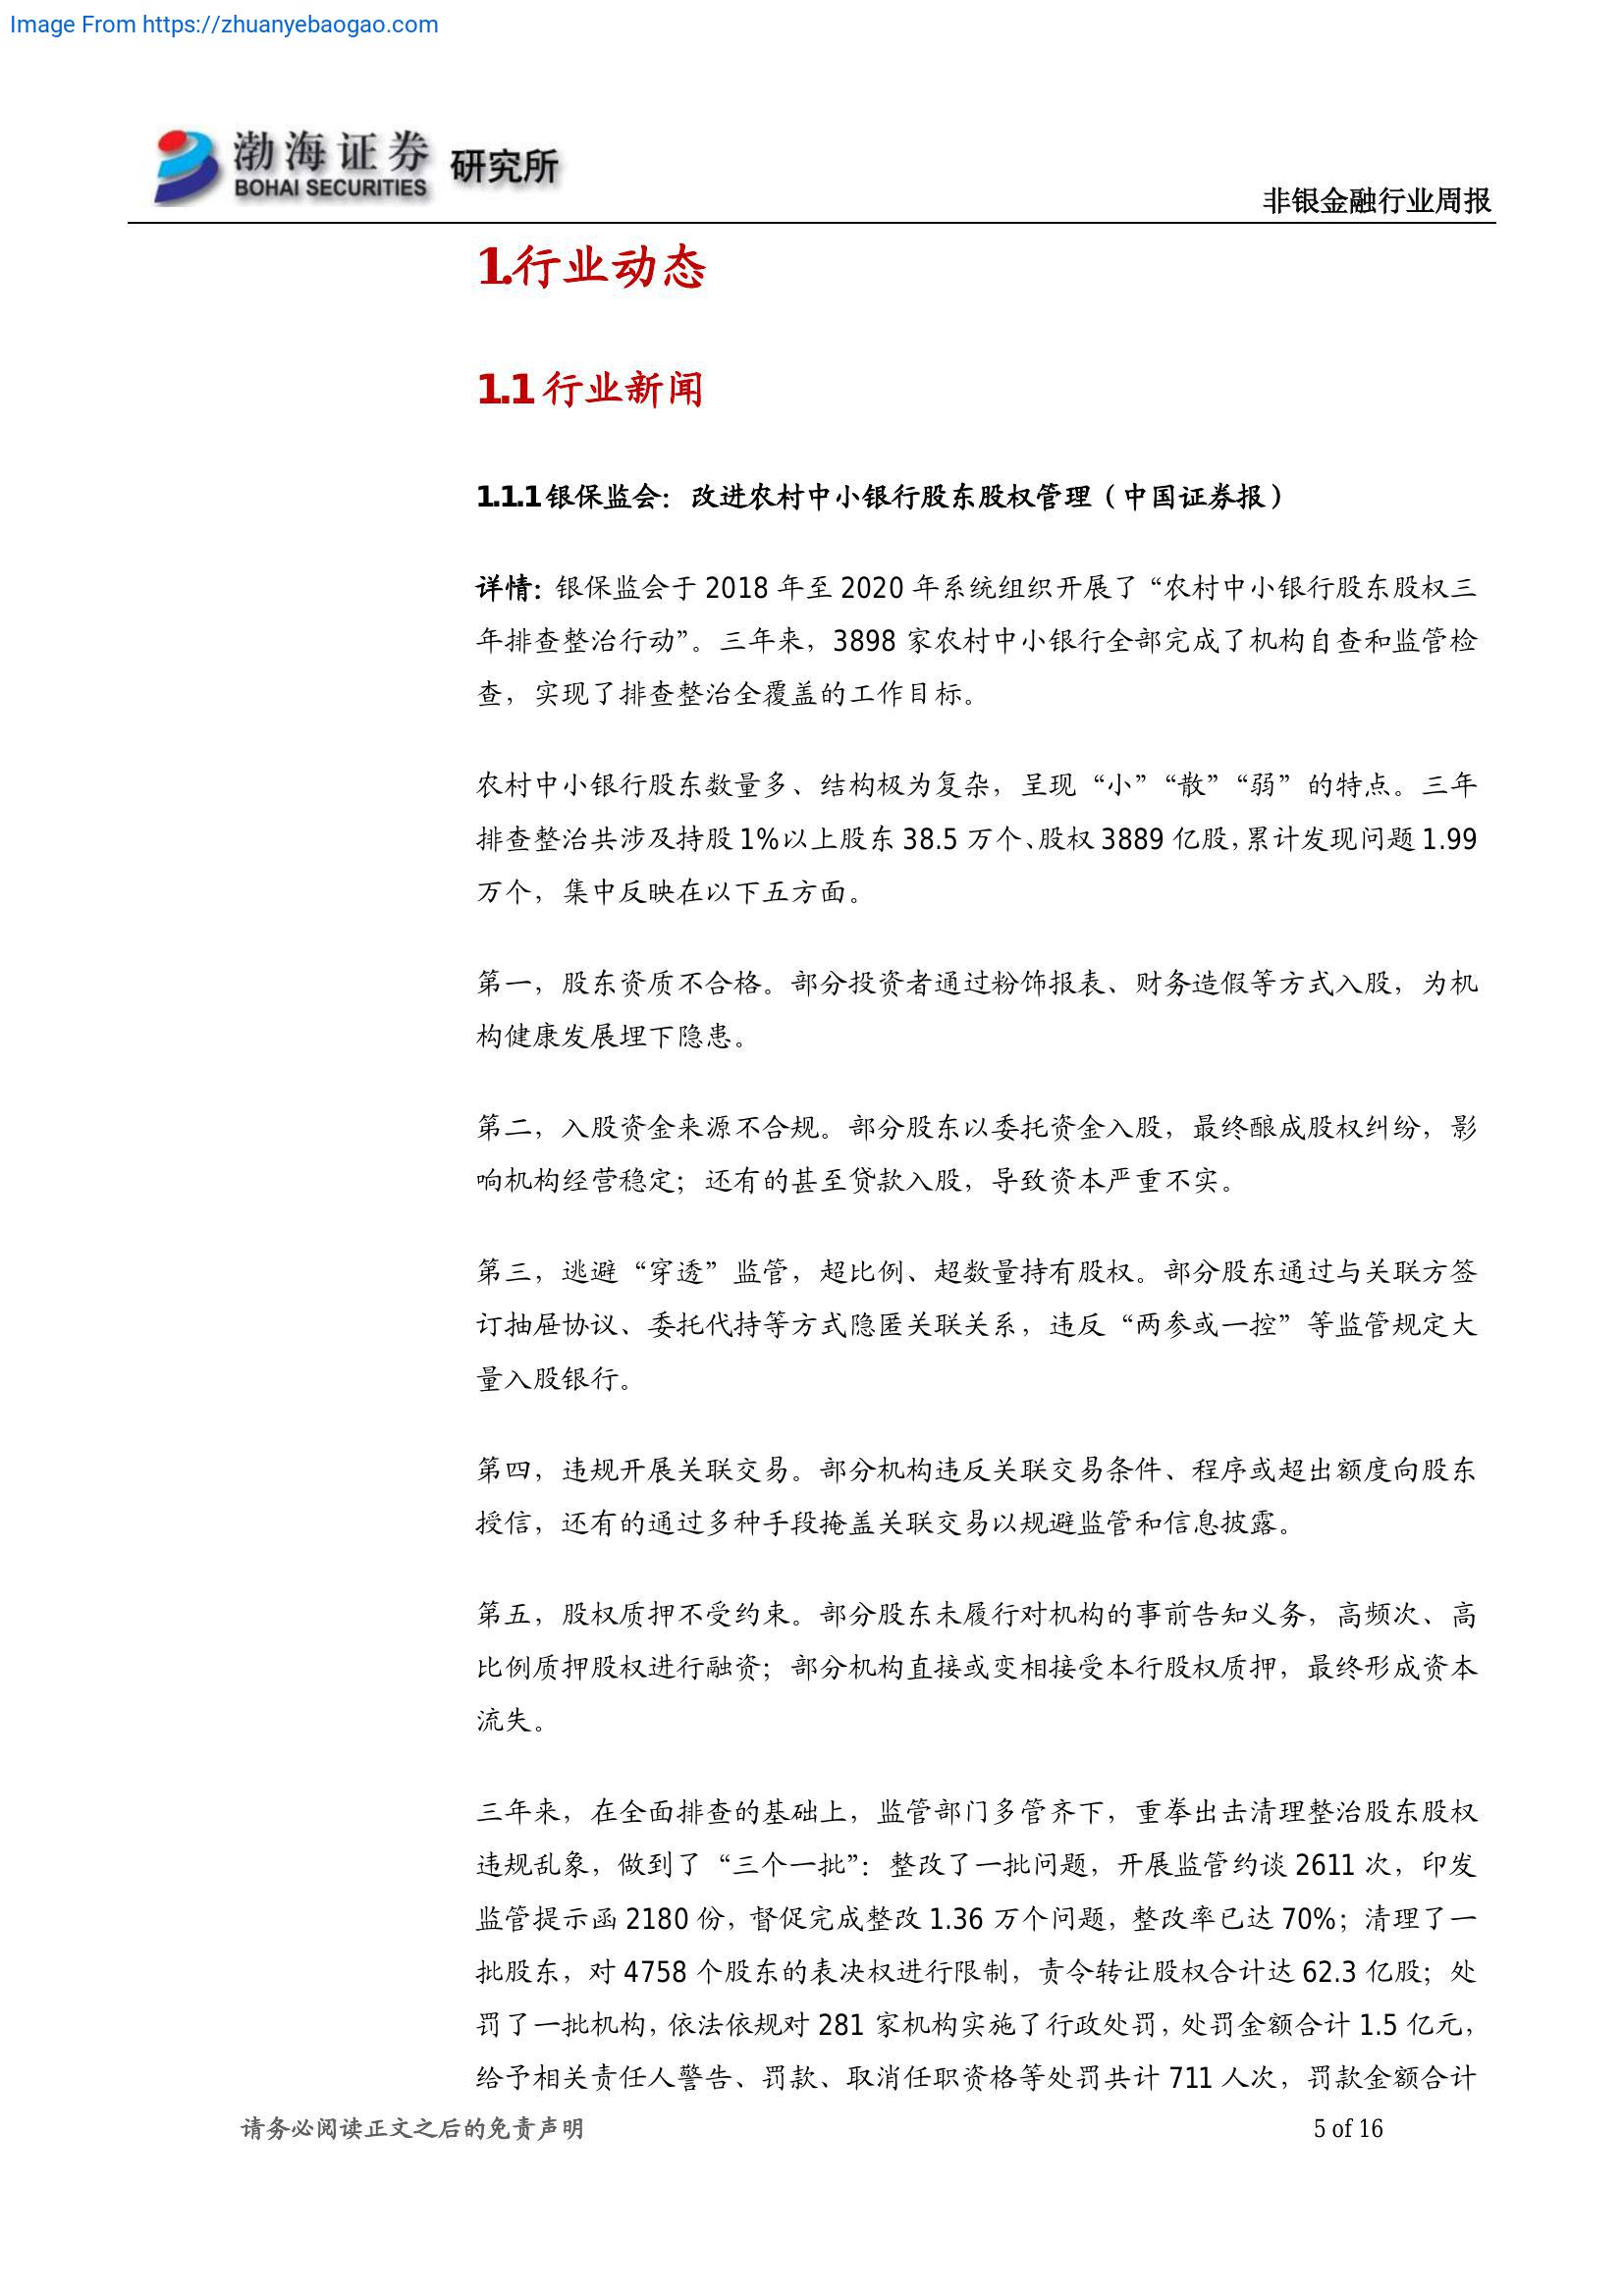 Image From https://zhuanyebaogao.com
渤海证券 研究所
BOHAI SECURITIES
非银金融行业周报
1.行业动态
1.1 行业新闻
1.1.1 银保监会：改进农村中小银行股东股权管理（中国证券报）
详情：银保监会于 2018 年至 2020 年系统组织开展了“农村中小银行股东股权三
年排查整治行动”。三年来，3898 家农村中小银行全部完成了机构自查和监管检
查，实现了排查整治全覆盖的工作目标。
农村中小银行股东数量多、结构极为复杂，呈现“小”“散”“弱”的特点。三年
排查整治共涉及持股 1%以上股东 38.5 万个、股权 3889 亿股，累计发现问题 1.99
万个，集中反映在以下五方面。
第一，股东资质不合格。部分投资者通过粉饰报表、财务造假等方式入股，为机
构健康发展埋下隐患。
第二，入股资金来源不合规。部分股东以委托资金入股，最终酿成股权纠纷，影
响机构经营稳定；还有的甚至贷款入股，导致资本严重不实。
第三，逃避“穿透”监管，超比例、超数量持有股权。部分股东通过与关联方签
订抽屉协议、委托代持等方式隐匿关联关系，违反“两参或一控”等监管规定大
量入股银行。
第四，违规开展关联交易。部分机构违反关联交易条件、程序或超出额度向股东
授信，还有的通过多种手段掩盖关联交易以规避监管和信息披露。
第五，股权质押不受约束。部分股东未履行对机构的事前告知义务，高频次、高
比例质押股权进行融资；部分机构直接或变相接受本行股权质押，最终形成资本
流失。
三年来，在全面排查的基础上，监管部门多管齐下，重拳出击清理整治股东股权
违规乱象，做到了“三个一批”：整改了一批问题，开展监管约谈 2611 次，印发
监管提示函 2180 份，督促完成整改 1.36 万个问题，整改率已达 70%；清理了一
批股东，对 4758 个股东的表决权进行限制，责令转让股权合计达 62.3 亿股；处
罚了一批机构，依法依规对 281 家机构实施了行政处罚，处罚金额合计 1.5 亿元，
给予相关责任人警告、罚款、取消任职资格等处罚共计 711 人次，罚款金额合计
请务必阅读正文之后的免责声明
5 of 16